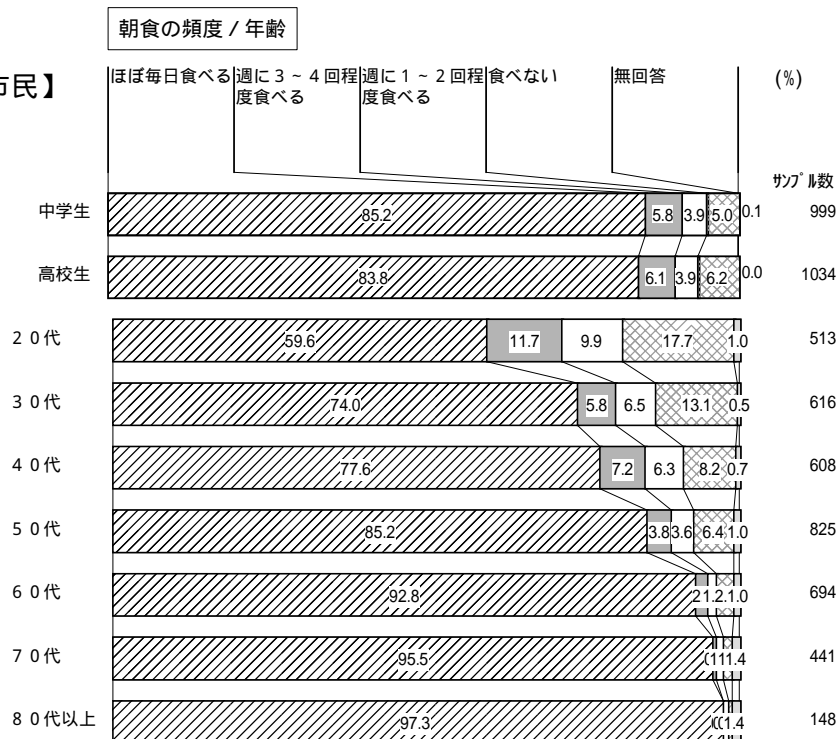 朝食の頻度 / 年齢
市民】
ほぼ毎日食べる 週に3~4回程度食べる 週に1~2回程度食べる 食べない 無回答 (%)
サンプル数
中学生 85.2 5.8 3.9 5.0 0.1 999
高校生 83.8 6.1 3.9 6.2 0.0 1034
20代 59.6 11.7 9.9 17.7 1.0 513
30代 74.0 5.8 6.5 13.1 0.5 616
40代 77.6 7.2 6.3 8.2 0.7 608
50代 85.2 3.8 3.6 6.4 1.0 825
60代 92.8 1.0 694
70代 95.5 1.4 441
80代以上 97.3 1.4 148